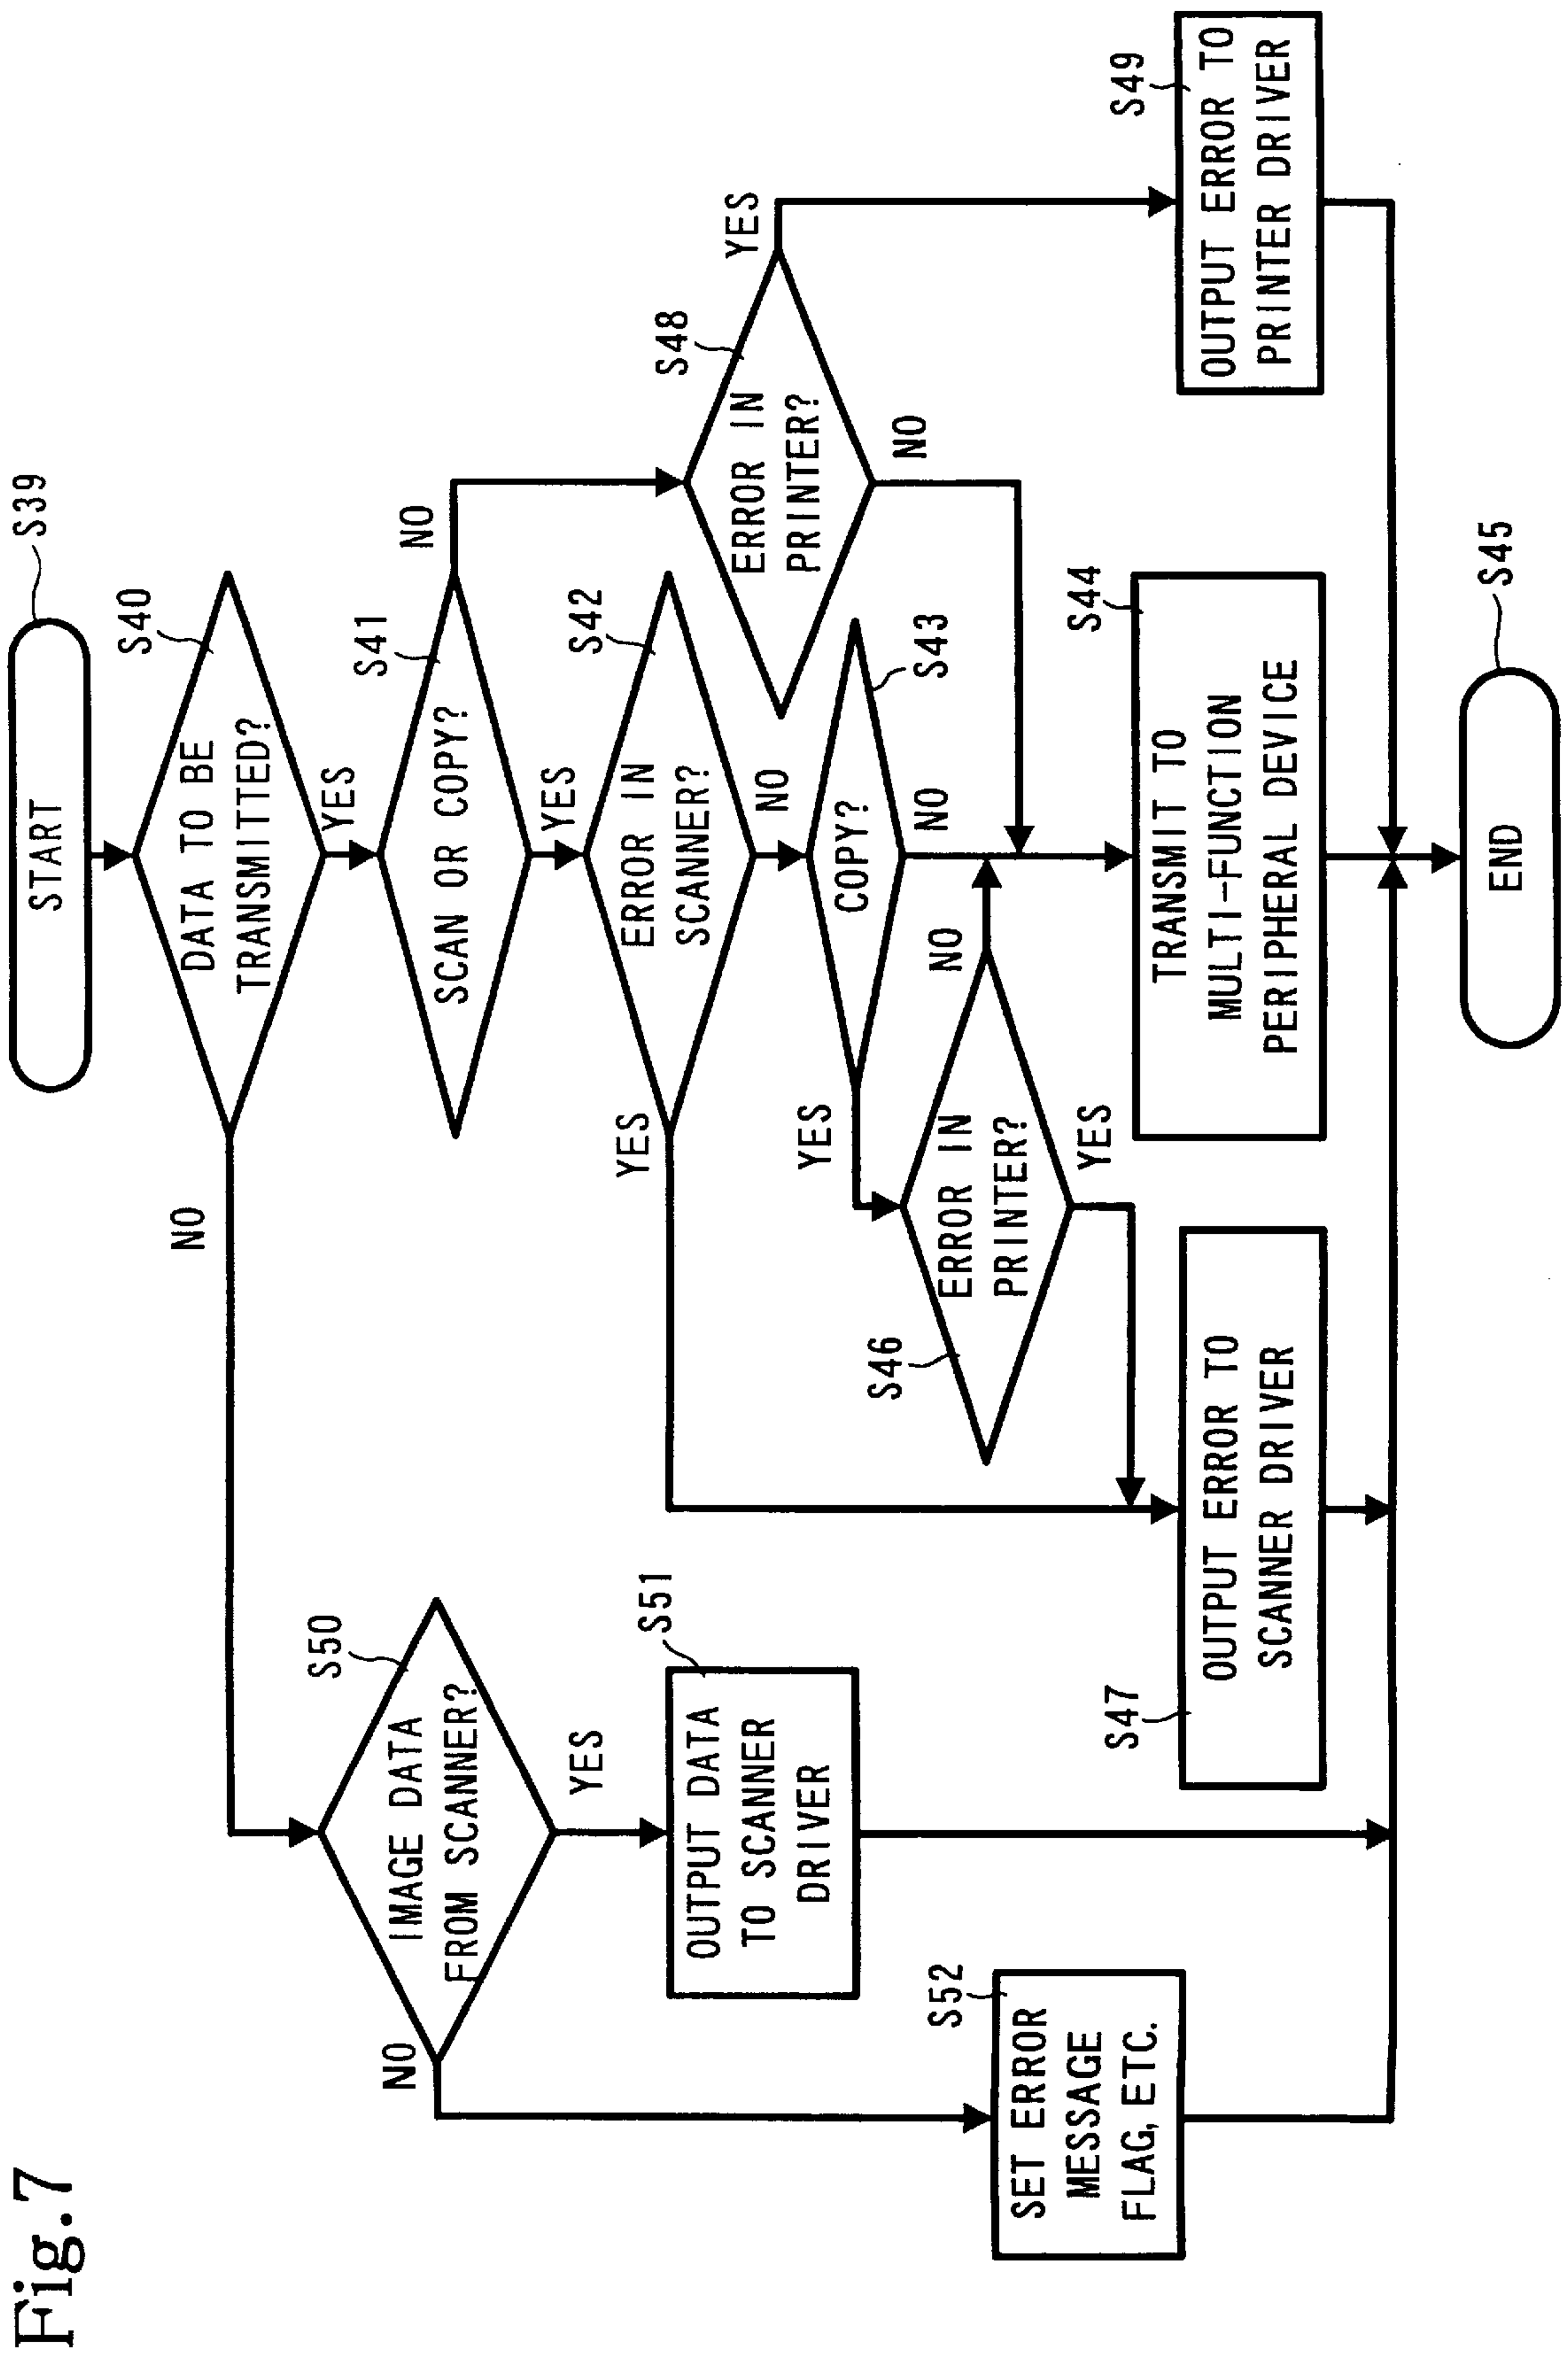 Fig.7
START
S39
DATA TO BE
TRANSMITTED?
S40
NO
YES
SCAN OR COPY?
S41
NO
YES
IMAGE DATA
FROM SCANNER?
S50
NO
YES
ERROR IN
SCANNER?
S42
YES
NO
ERROR IN
PRINTER?
S48
YES
NO
OUTPUT DATA
TO SCANNER
DRIVER
S51
COPY?
S43
YES
NO
ERROR IN
PRINTER?
S46
NO
YES
SET ERROR
MESSAGE
FLAG, ETC.
S52
S47
OUTPUT ERROR TO
SCANNER DRIVER
TRANSMIT TO
MULTI-FUNCTION
PERIPHERAL DEVICE
S44
OUTPUT ERROR TO
PRINTER DRIVER
S49
END
S45